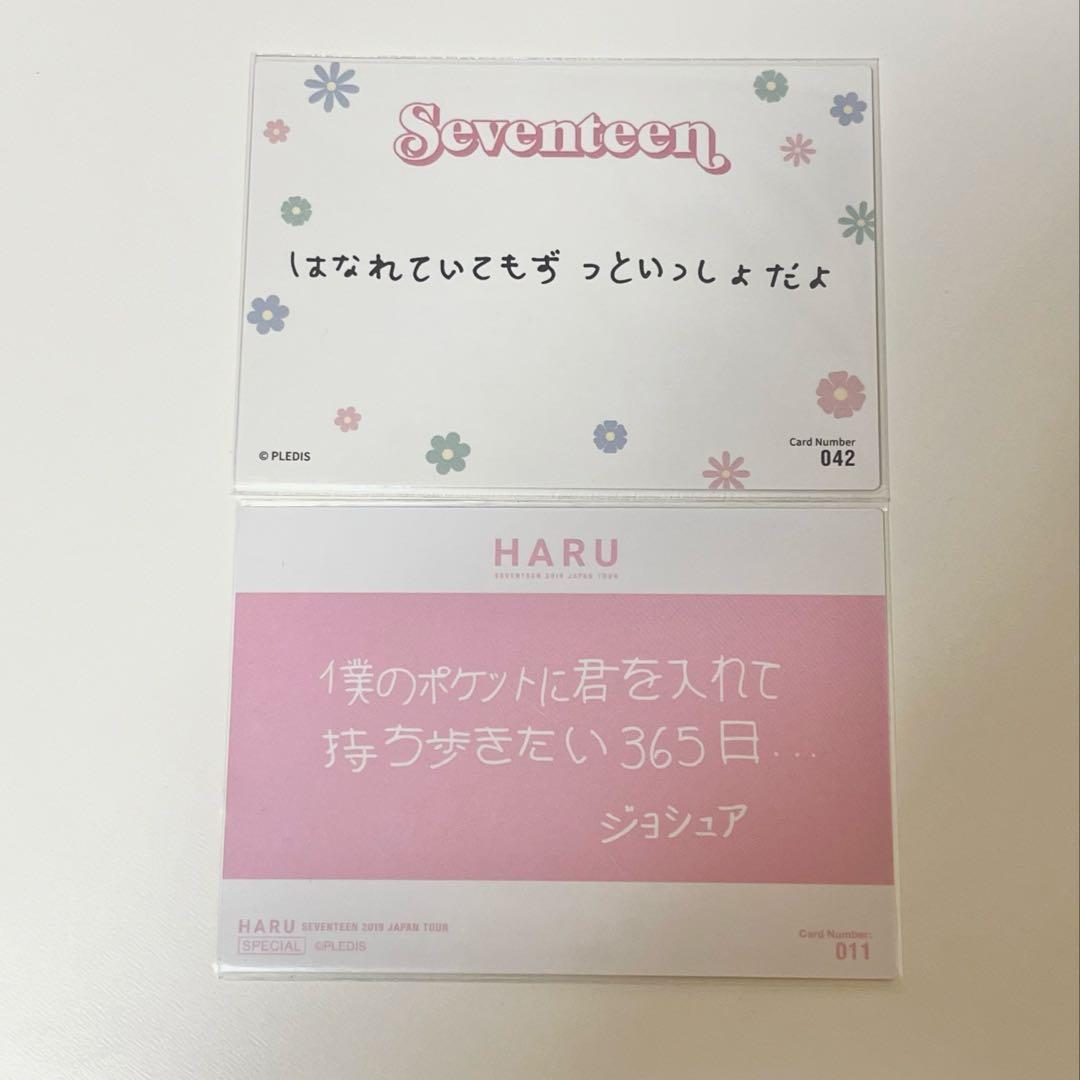 Seventeen
はなれていてもずっといっしょだよ
© PLEDIS
Card Number
042
HARU
SEVENTEEN 2019 JAPAN TOUR
僕のポケットに君を入れて
持ち歩きたい365日...
ジョシュア
HARU SEVENTEEN 2019 JAPAN TOUR
SPECIAL ©PLEDIS
Card Number:
011